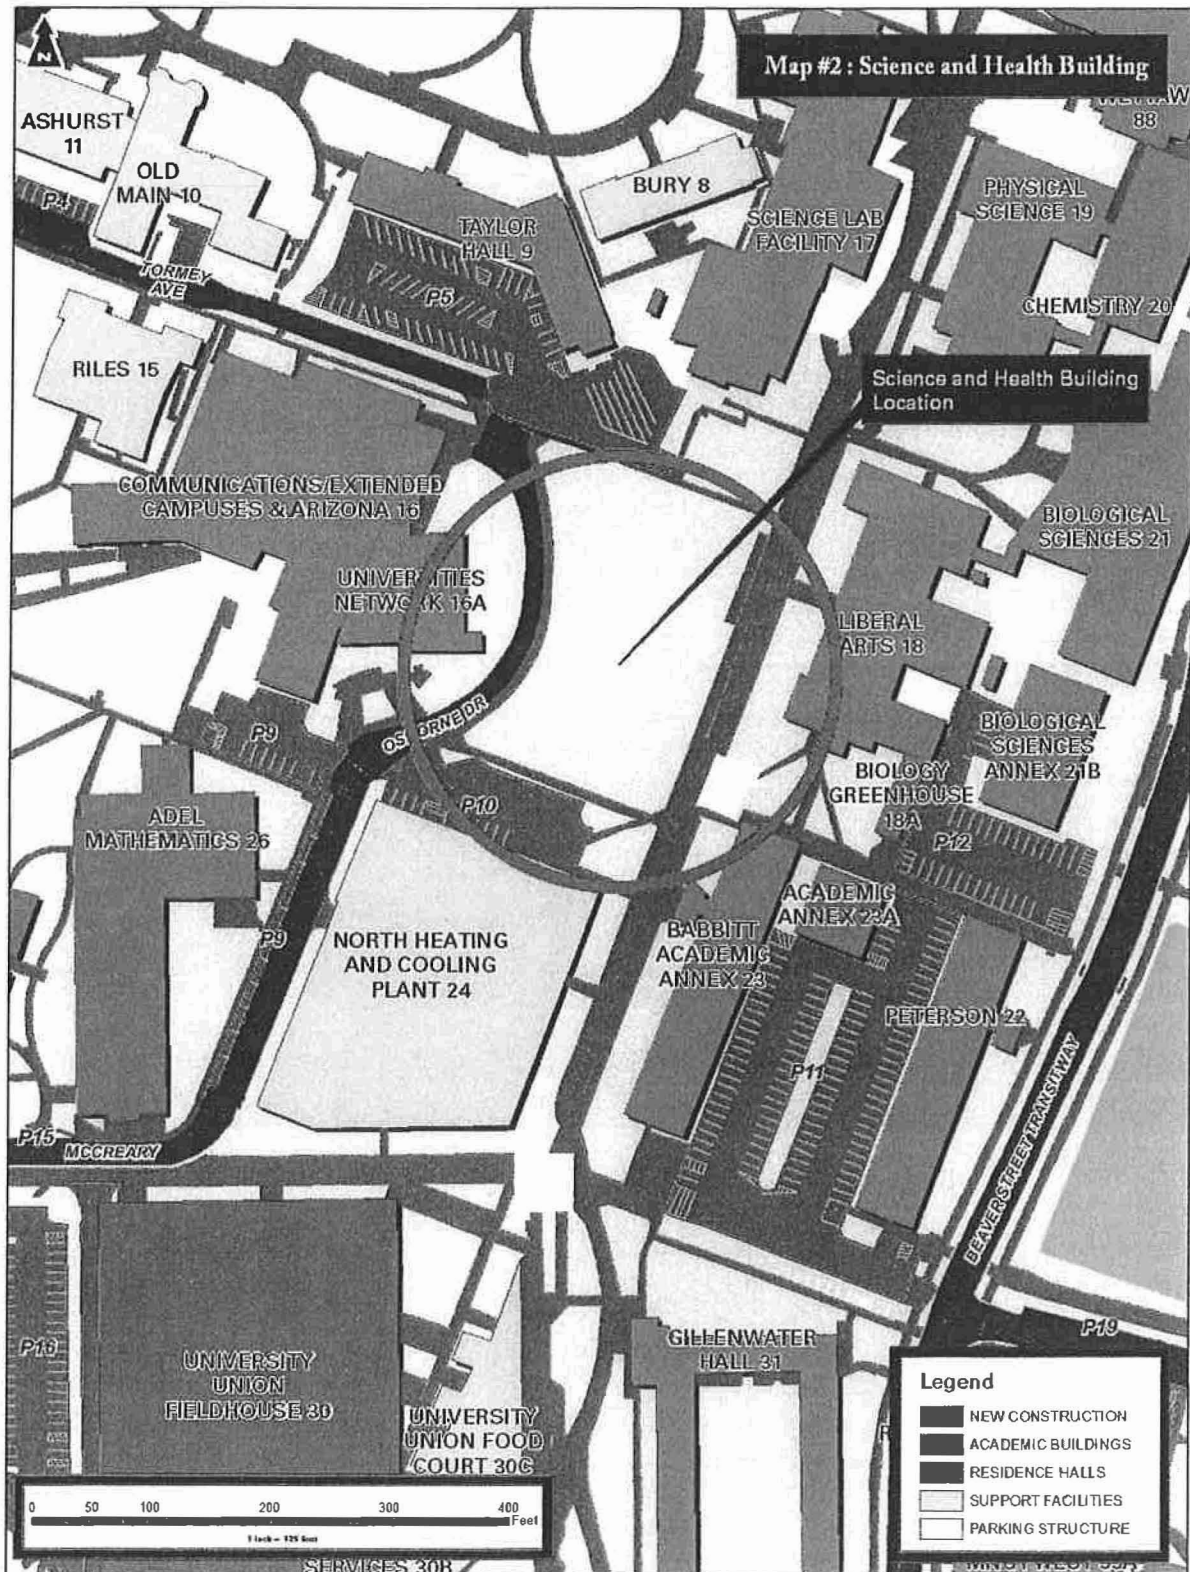 N
Map #2 : Science and Health Building
88
ASHURST
11
OLD
MAIN 10
P4
TORMEY
AVE
TAYLOR
HALL 9
P5
BURY 8
SCIENCE LAB
FACILITY 17
PHYSICAL
SCIENCE 19
CHEMISTRY 20
RILES 15
Science and Health Building
Location
COMMUNICATIONS/EXTENDED
CAMPUSES & ARIZONA 16
UNIVERSITIES
NETWORK 16A
BIOLOGICAL
SCIENCES 21
LIBERAL
ARTS 18
OSBORNE DR
P9
BIOLOGICAL
SCIENCES
ANNEX 21B
BIOLOGY
GREENHOUSE
18A
P10
P12
ADEL
MATHEMATICS 26
P9
NORTH HEATING
AND COOLING
PLANT 24
ACADEMIC
ANNEX 23A
BABBITT
ACADEMIC
ANNEX 23
PETERSON 22
P11
BEAVER STREET TRANSITWAY
P15
MCCREARY
P16
P19
UNIVERSITY
UNION
FIELDHOUSE 30
UNIVERSITY
UNION FOOD
COURT 30C
GILLENWATER
HALL 31
Legend
NEW CONSTRUCTION
ACADEMIC BUILDINGS
RESIDENCE HALLS
SUPPORT FACILITIES
PARKING STRUCTURE
0 50 100 200 300 400
Feet
1 inch = 125 feet
SERVICES 30B